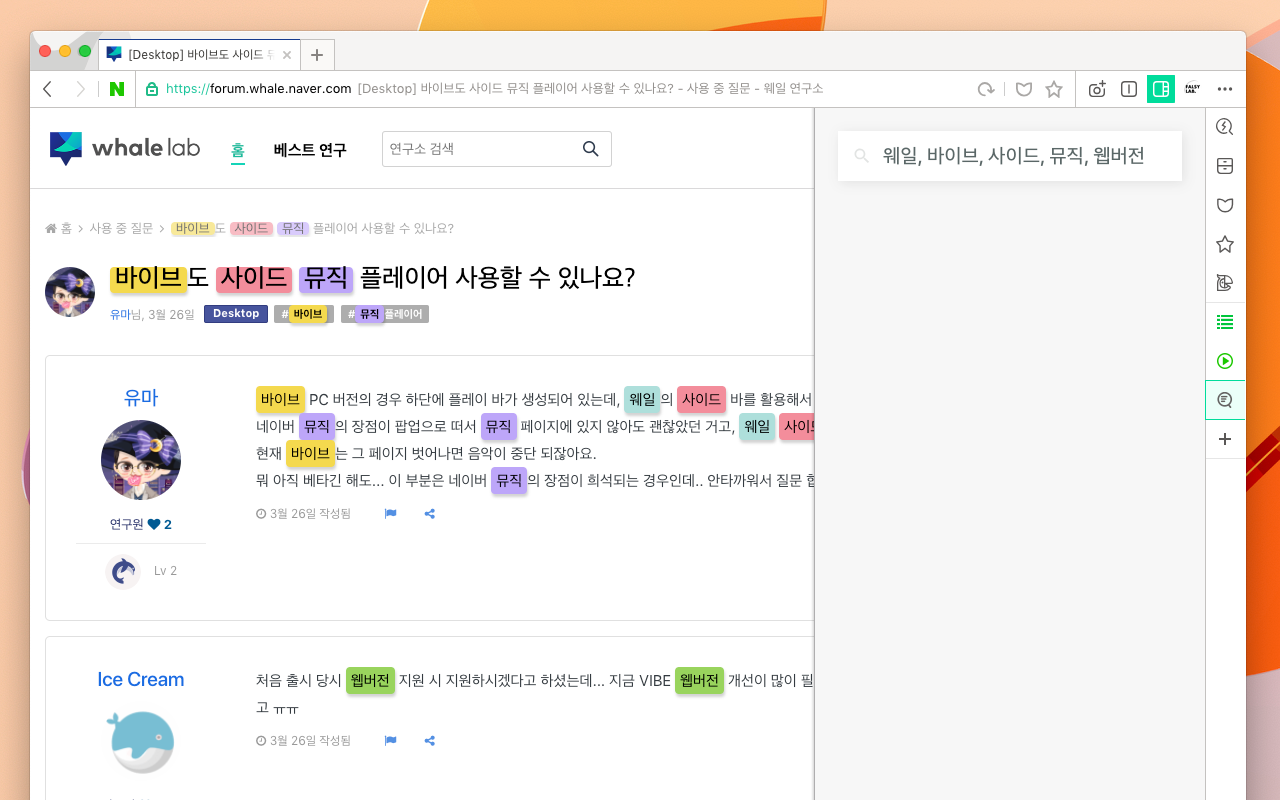 [Desktop] 바이브도 사이드
https://forum.whale.naver.com [Desktop] 바이브도 사이드 뮤직 플레이어 사용할 수 있나요? - 사용 중 질문 - 웨일 연구소
FALSY LAB.
whale lab
홈
베스트 연구
연구소 검색
웨일, 바이브, 사이드, 뮤직, 웹버전
홈 > 사용 중 질문 > 바이브도 사이드 뮤직 플레이어 사용할 수 있나요?
바이브도 사이드 뮤직 플레이어 사용할 수 있나요?
유마님, 3월 26일 Desktop #바이브 #뮤직플레이어
유마
바이브 PC 버전의 경우 하단에 플레이 바가 생성되어 있는데, 웨일의 사이드 바를 활용해서
네이버 뮤직의 장점이 팝업으로 떠서 뮤직 페이지에 있지 않아도 괜찮았던 거고, 웨일 사이드
현재 바이브는 그 페이지 벗어나면 음악이 중단 되잖아요.
뭐 아직 베타긴 해도... 이 부분은 네이버 뮤직의 장점이 희석되는 경우인데.. 안타까워서 질문
3월 26일 작성됨
연구원 2
Lv 2
Ice Cream
처음 출시 당시 웹버전 지원 시 지원하시겠다고 하셨는데... 지금 VIBE 웹버전 개선이 많이 필
고 ㅠㅠ
3월 26일 작성됨